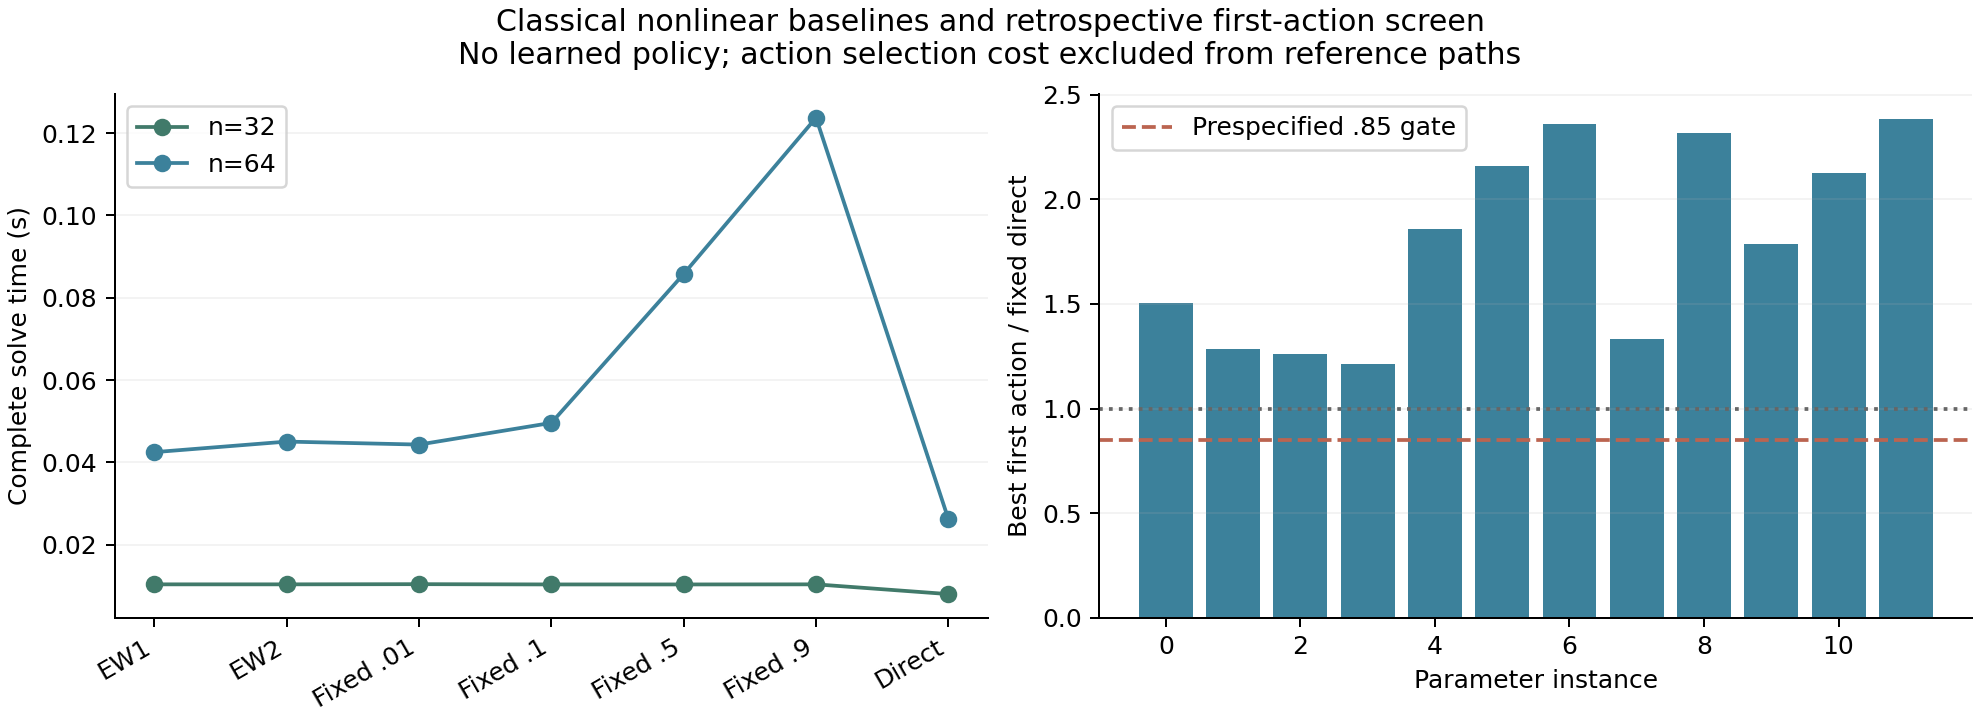 Classical nonlinear baselines and retrospective first-action screen
No learned policy; action selection cost excluded from reference paths
n=32
n=64
Complete solve time (s)
0.12
0.10
0.08
0.06
0.04
0.02
EW1
EW2
Fixed .01
Fixed .1
Fixed .5
Fixed .9
Direct
Prespecified .85 gate
Best first action / fixed direct
2.5
2.0
1.5
1.0
0.5
0.0
0
2
4
6
8
10
Parameter instance